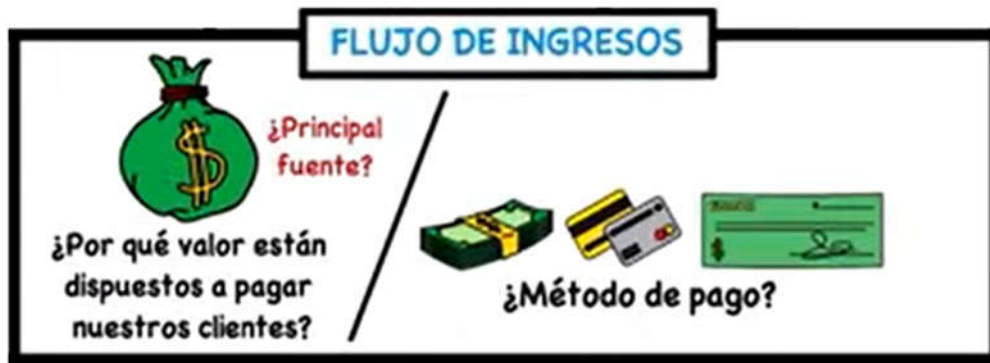 FLUJO DE INGRESOS
¿Principal
fuente?
¿Por qué valor están
dispuestos a pagar
nuestros clientes?
¿Método de pago?